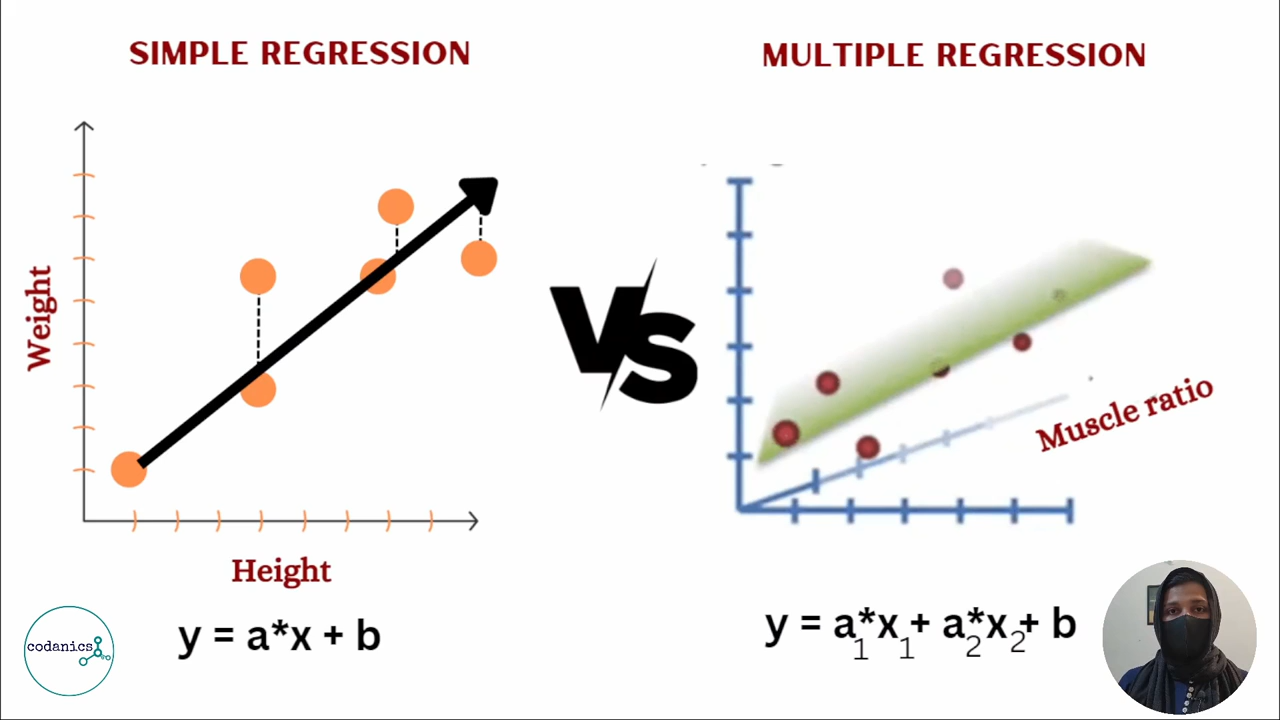 SIMPLE REGRESSION
Weight
Height
y = a*x + b
codanics
VS
MULTIPLE REGRESSION
Muscle ratio
y = a₁*x₁+ a₂*x₂+ b